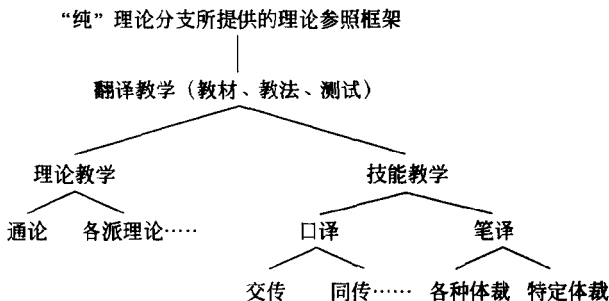 “纯”理论分支所提供的理论参照框架
翻译教学（教材、教法、测试）
理论教学 技能教学
通论 各派理论····· 口译 笔译
交传 同传······ 各种体裁 特定体裁